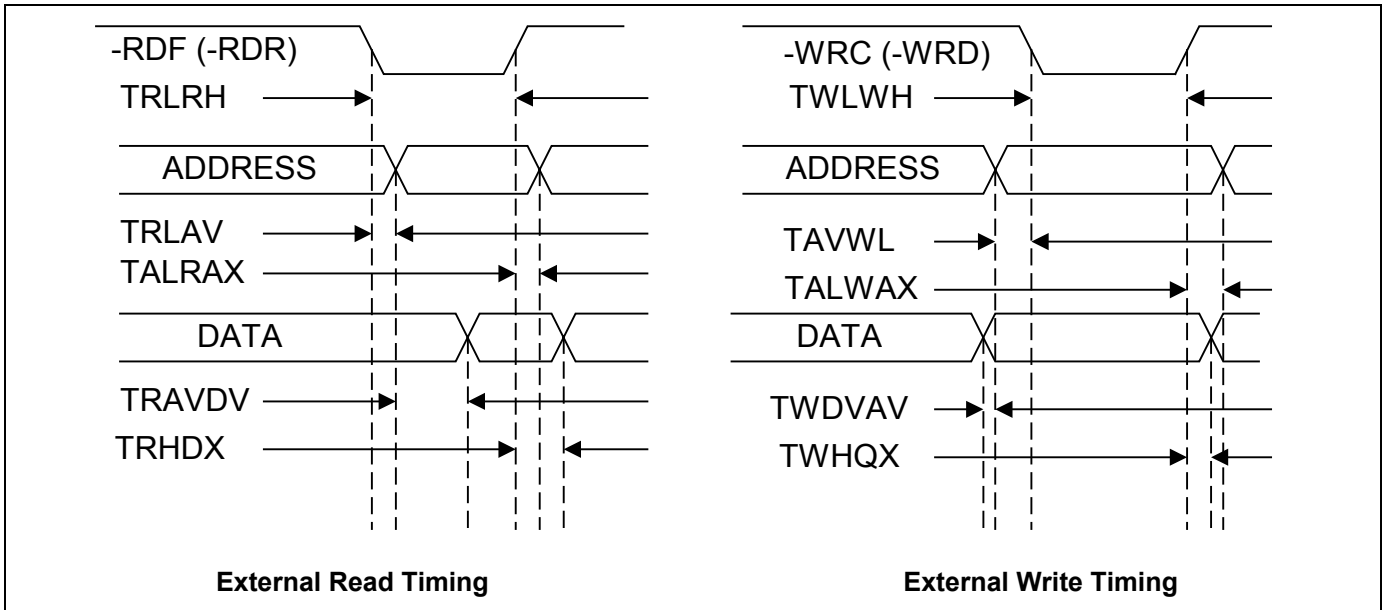 -RDF (-RDR)
TRLRH
ADDRESS
TRLAV
TALRAX
DATA
TRAVDV
TRHDX
External Read Timing
-WRC (-WRD)
TWLWH
ADDRESS
TAVWL
TALWAX
DATA
TWDVAV
TWHQX
External Write Timing